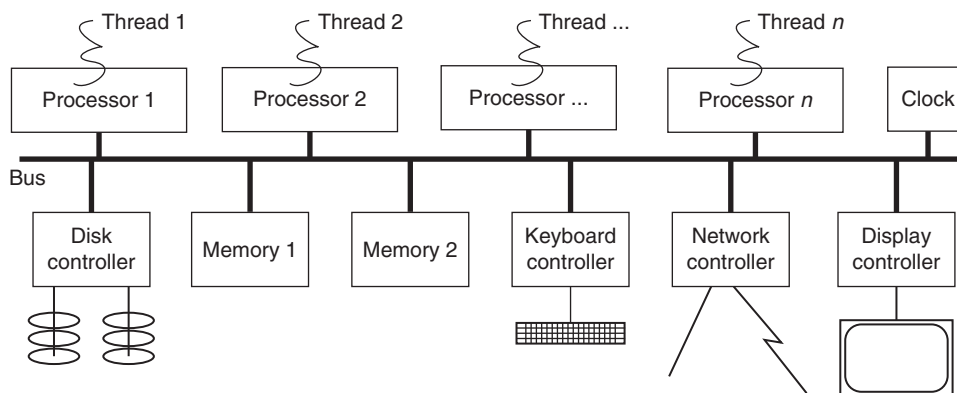 Thread 1
Thread 2
Thread ...
Thread n
Processor 1
Processor 2
Processor ...
Processor n
Clock
Bus
Disk
controller
Memory 1
Memory 2
Keyboard
controller
Network
controller
Display
controller